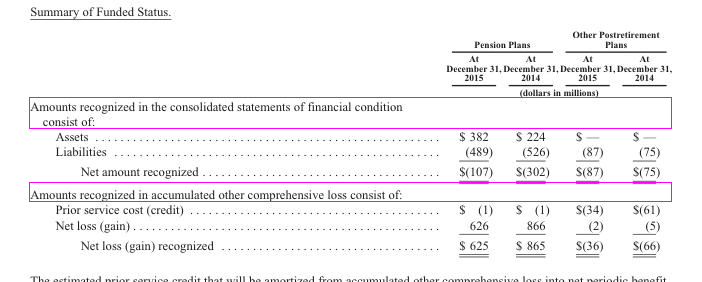 Summary of Funded Status.
Other Postretirement
Pension Plans Plans
At At At At
December 31, December 31, December 31, December 31,
2015 2014 2015 2014
(dollars in millions)
Amounts recognized in the consolidated statements of financial condition
consist of:
Assets $ 382 $ 224 $ — $ —
Liabilities (489) (526) (87) (75)
Net amount recognized $(107) $(302) $(87) $(75)
Amounts recognized in accumulated other comprehensive loss consist of:
Prior service cost (credit) $ (1) $ (1) $(34) $(61)
Net loss (gain) 626 866 (2) (5)
Net loss (gain) recognized $ 625 $ 865 $(36) $(66)
The estimated prior service credit that will be amortized from accumulated other comprehensive loss into net periodic benefit